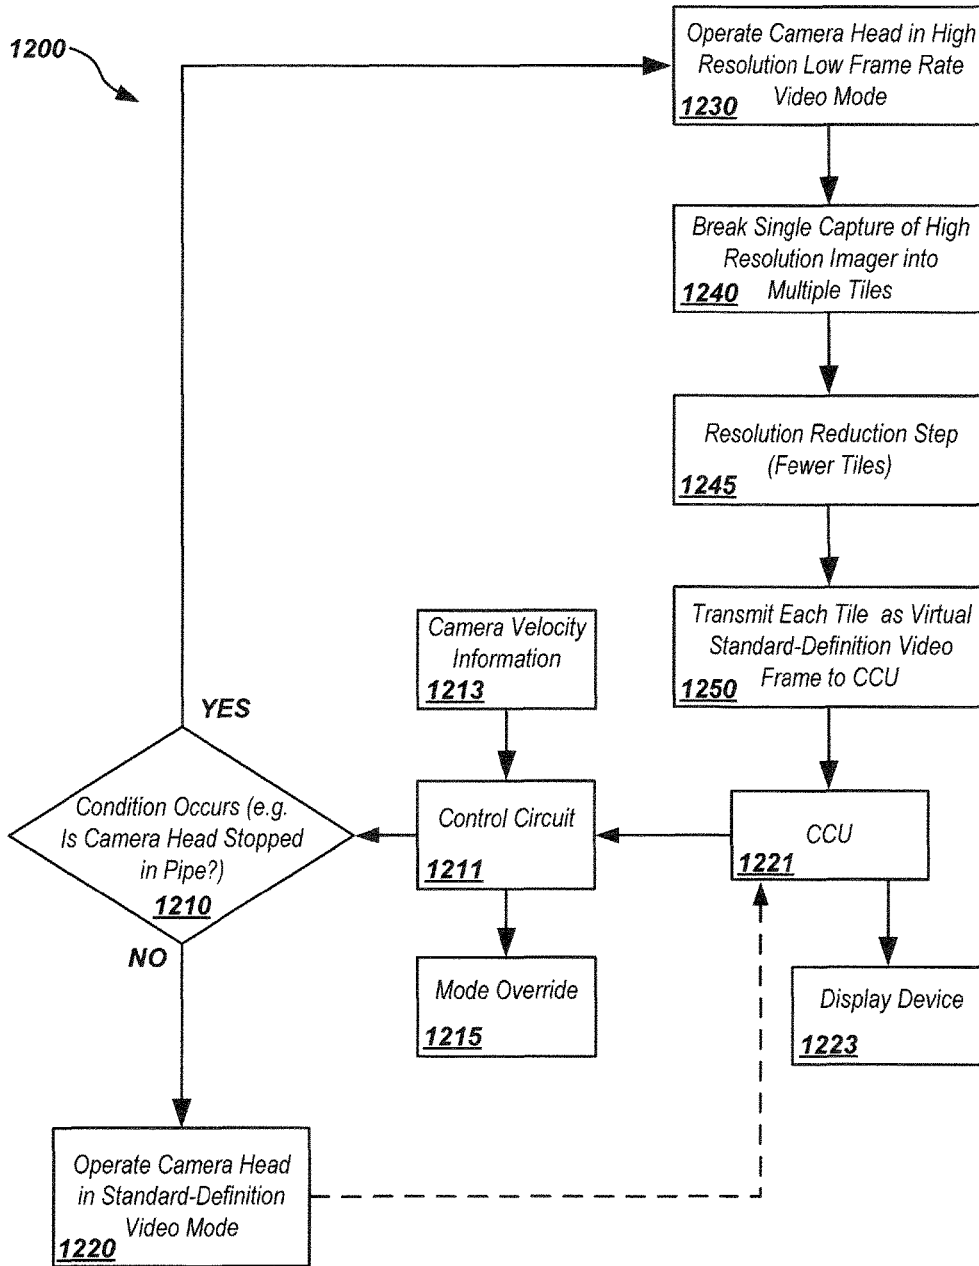 1200
Operate Camera Head in High
Resolution Low Frame Rate
Video Mode
1230
Break Single Capture of High
Resolution Imager into
Multiple Tiles
1240
Resolution Reduction Step
(Fewer Tiles)
1245
Transmit Each Tile as Virtual
Standard-Definition Video
Frame to CCU
1250
Camera Velocity
Information
1213
YES
Condition Occurs (e.g.
Is Camera Head Stopped
in Pipe?)
1210
NO
Control Circuit
1211
CCU
1221
Mode Override
1215
Display Device
1223
Operate Camera Head
in Standard-Definition
Video Mode
1220